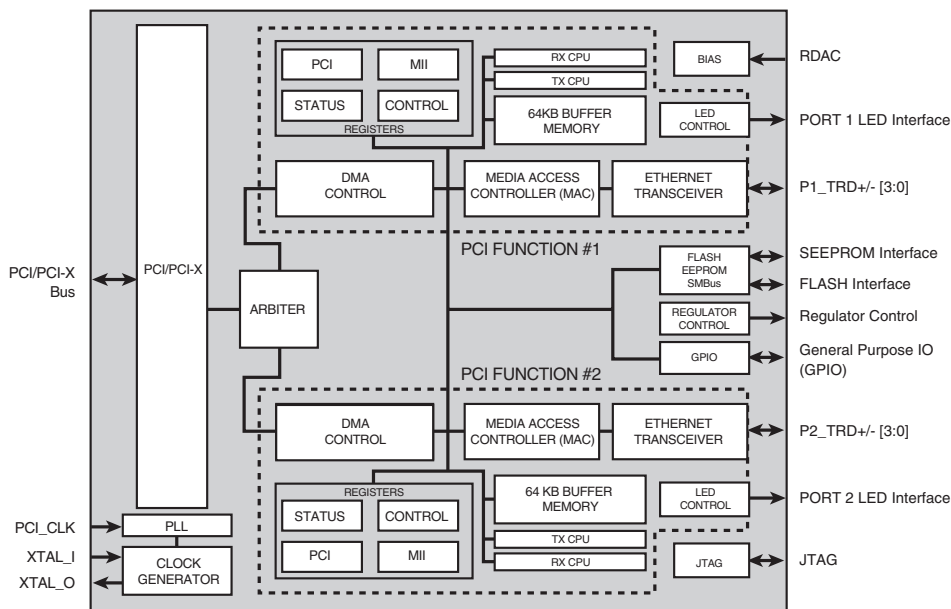 PCI
MII
STATUS
CONTROL
REGISTERS
RX CPU
TX CPU
64KB BUFFER
MEMORY
BIAS
RDAC
LED
CONTROL
PORT 1 LED Interface
DMA
CONTROL
MEDIA ACCESS
CONTROLLER (MAC)
ETHERNET
TRANSCEIVER
P1_TRD+/- [3:0]
PCI FUNCTION #1
PCI/PCI-X
Bus
PCI/PCI-X
ARBITER
FLASH
EEPROM
SMBus
SEEPROM Interface
FLASH Interface
REGULATOR
CONTROL
Regulator Control
GPIO
General Purpose IO
(GPIO)
PCI FUNCTION #2
DMA
CONTROL
MEDIA ACCESS
CONTROLLER (MAC)
ETHERNET
TRANSCEIVER
P2_TRD+/- [3:0]
REGISTERS
STATUS
CONTROL
PCI
MII
64 KB BUFFER
MEMORY
TX CPU
RX CPU
LED
CONTROL
PORT 2 LED Interface
PCI_CLK
PLL
XTAL_I
XTAL_O
CLOCK
GENERATOR
JTAG
JTAG